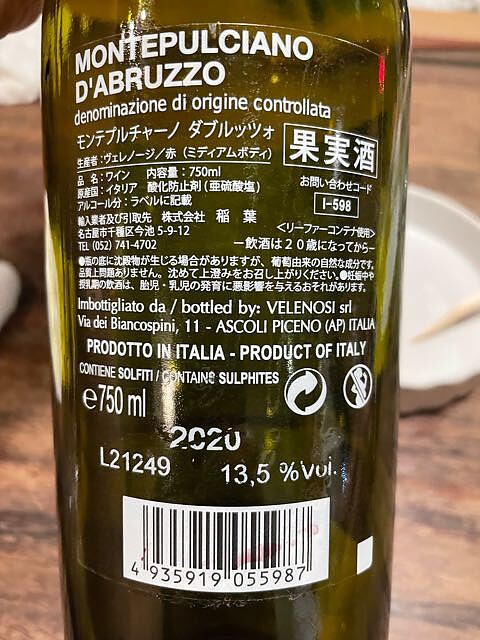 MONTEPULCIANO
D'ABRUZZO
denominazione di origine controllata
モンテプルチャーノ ダブルッツォ
果実酒
生産者:ヴェレノージ/赤(ミディアムボディ)
品名:ワイン 内容量:750ml
原産国:イタリア 酸化防止剤(亜硫酸塩)
アルコール分:ラベルに記載
お問い合わせコード
I-598
輸入業者及び引取先 株式会社 稲葉
<リーファーコンテナ使用>
名古屋市千種区今池5-9-12
TEL (052) 741-4702
―飲酒は20歳になってから―
●瓶の底に沈殿物が生じる場合がありますが、葡萄由来の自然な成分です。
品質上問題ありません。沈めて上澄みをお召し上がりください。●妊娠中や
授乳期の飲酒は、胎児・乳児の発育に悪影響を与えるおそれがあります。
Imbottigliato da / bottled by: VELENOSI srl
Via dei Biancospini, 11 - ASCOLI PICENO (AP) ITALIA
PRODOTTO IN ITALIA - PRODUCT OF ITALY
CONTIENE SOLFITI / CONTAINS SULPHITES
e750 ml
2020
L21249
13,5 %Vol.
4 935919 055987